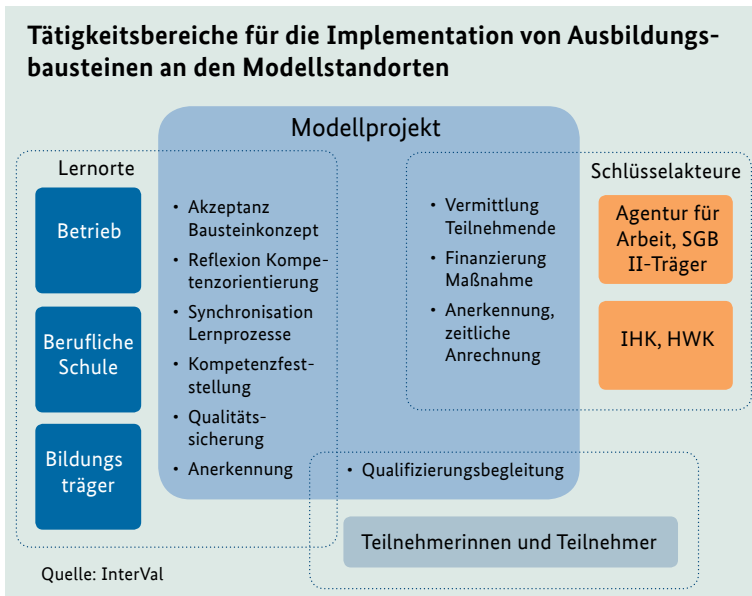 Tätigkeitsbereiche für die Implementation von Ausbildungs-
bausteinen an den Modellstandorten
Modellprojekt
Lernorte
Betrieb
Berufliche
Schule
Bildungs
träger
• Akzeptanz
Bausteinkonzept
• Reflexion Kompe-
tenzorientierung
• Synchronisation
Lernprozesse
• Kompetenzfest-
stellung
• Qualitäts-
sicherung
• Anerkennung
• Vermittlung
Teilnehmende
• Finanzierung
Maßnahme
• Anerkennung,
zeitliche
Anrechnung
Schlüsselakteure
Agentur für
Arbeit, SGB
II-Träger
IHK, HWK
• Qualifizierungsbegleitung
Teilnehmerinnen und Teilnehmer
Quelle: InterVal